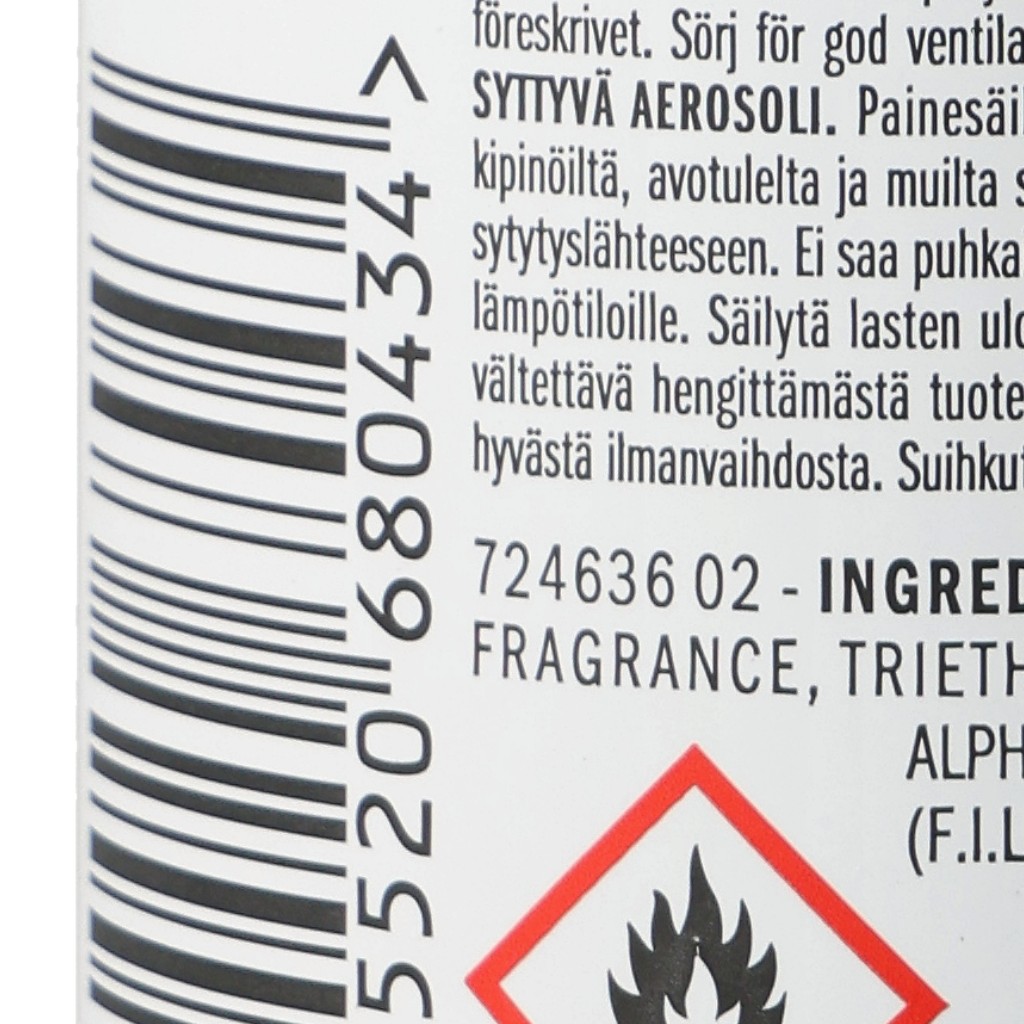 föreskrivet. Sörj för god ventila
SYTTYVÄ AEROSOLI. Painesäil
kipinöiltä, avotulelta ja muilta s
sytytyslähteeseen. Ei saa puhka
lämpötiloille. Säilytä lasten ulo
vältettävä hengittämästä tuote
hyvästä ilmanvaihdosta. Suihkut
724636 02 - INGRED
FRAGRANCE, TRIETH
ALPH
(F.I.L
5520 680434 >